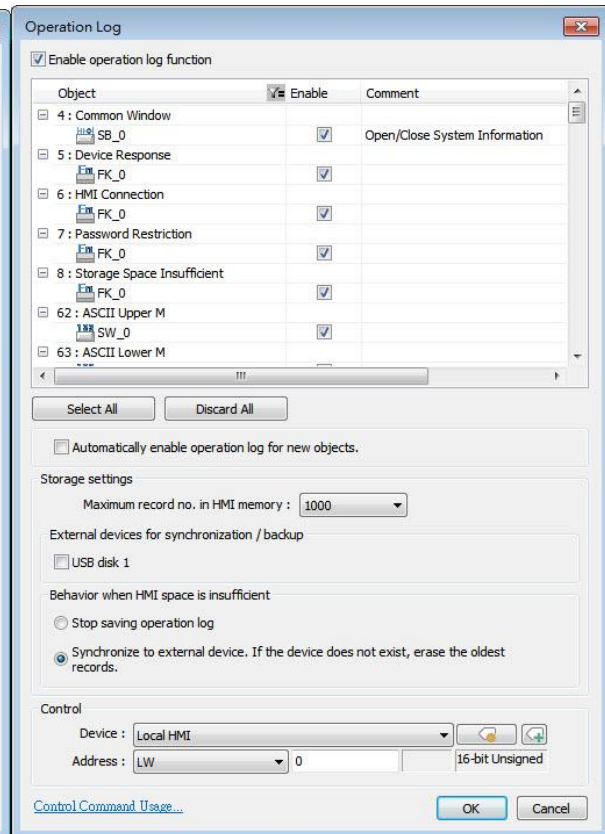 Operation Log
Enable operation log function
Object Enable Comment
4 : Common Window
SB_0 Open/Close System Information
5 : Device Response
FK_0
6 : HMI Connection
FK_0
7 : Password Restriction
FK_0
8 : Storage Space Insufficient
FK_0
62 : ASCII Upper M
SW_0
63 : ASCII Lower M
Select All Discard All
Automatically enable operation log for new objects.
Storage settings
Maximum record no. in HMI memory : 1000
External devices for synchronization / backup
USB disk 1
Behavior when HMI space is insufficient
Stop saving operation log
Synchronize to external device. If the device does not exist, erase the oldest
records.
Control
Device : Local HMI
Address : LW 0 16-bit Unsigned
Control Command Usage... OK Cancel